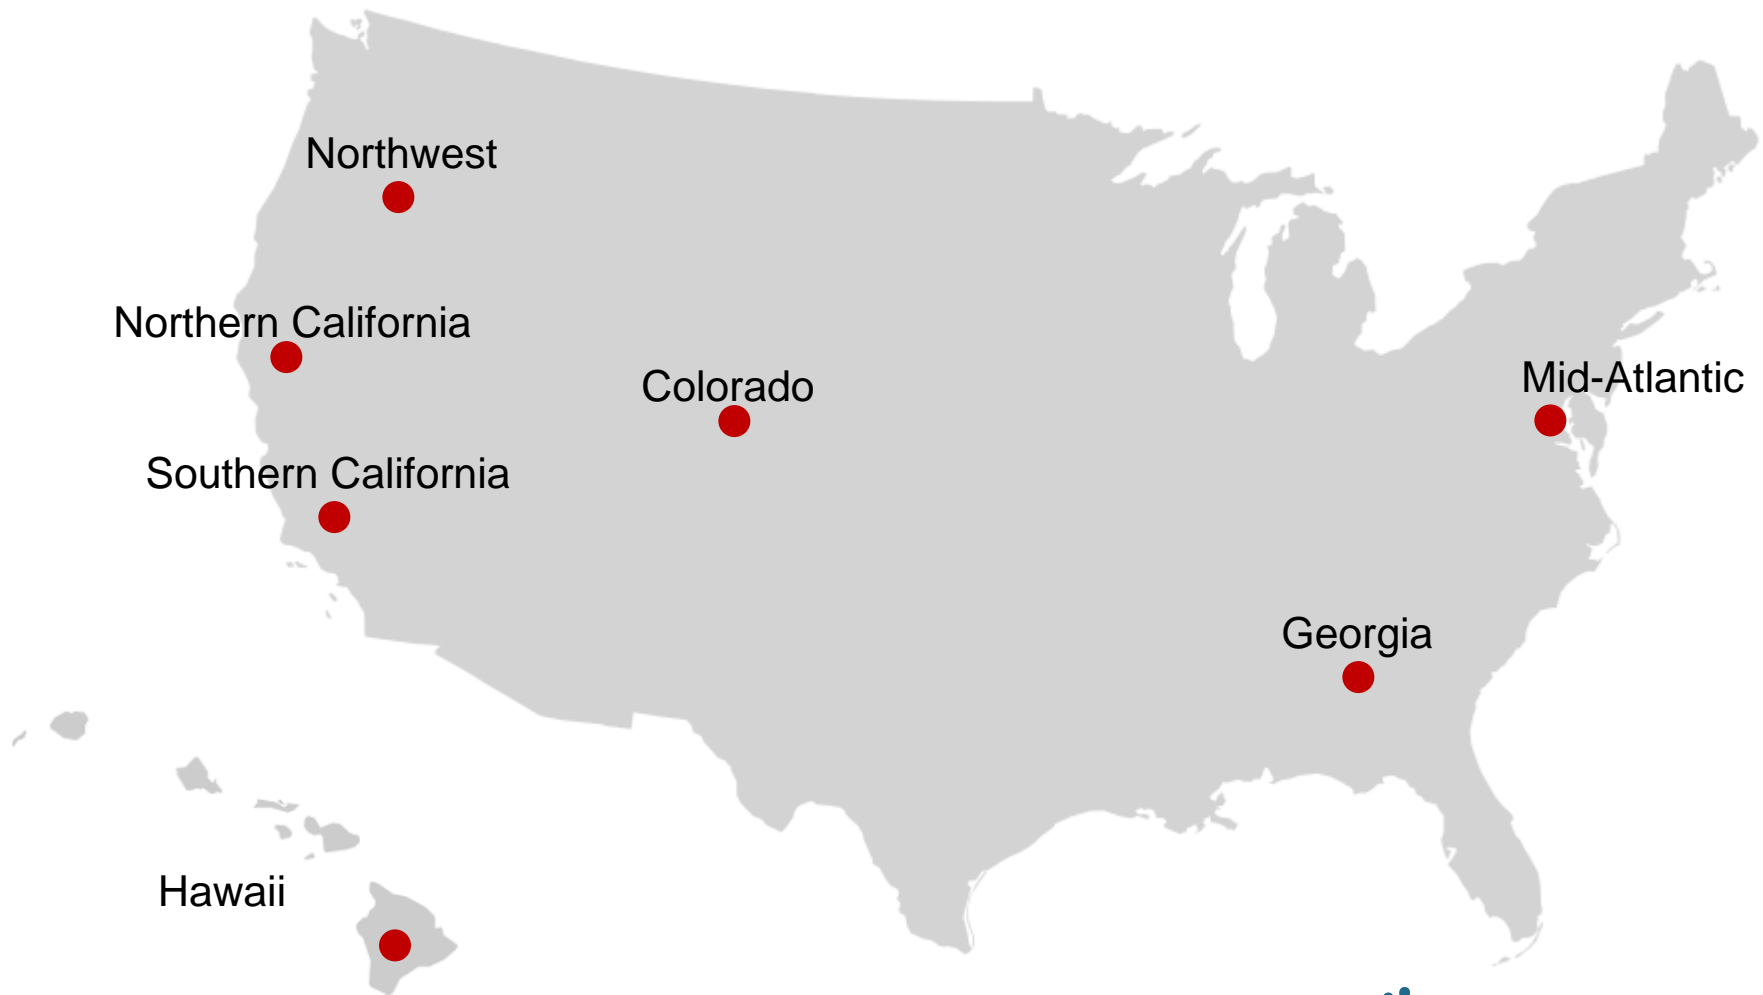 Northwest
Northern California
Colorado
Mid-Atlantic
Southern California
Georgia
Hawaii